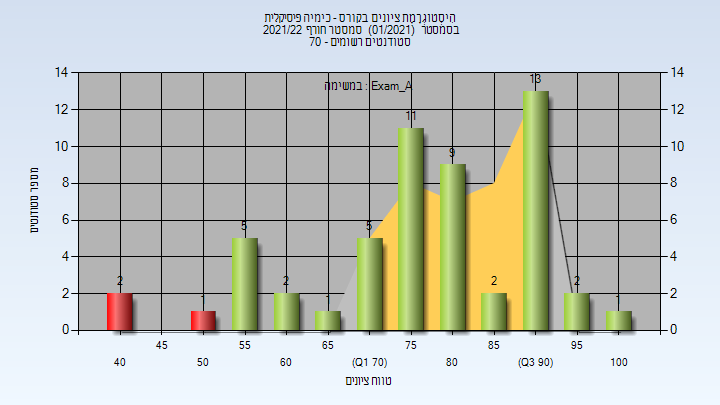 היסטוגרמת ציונים בקורס - כימיה פיסיקלית
בסמסטר (01/2021) סמסטר חורף 2021/22
סטודנטים רשומים - 70
במשימה : Exam_A
מספר סטודנטים
14 14
12 12
10 10
8 8
6 6
4 4
2 2
0 0
2 1 5 2 1 5 11 9 2 13 2 1
45 55 65 75 85 95
40 50 60 (Q1 70) 80 (Q3 90) 100
טווח ציונים